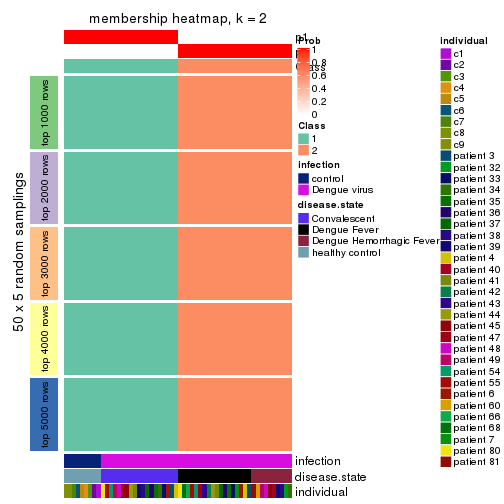 membership heatmap, k = 2
50 x 5 random samplings
top 1000 rows
top 2000 rows
top 3000 rows
top 4000 rows
top 5000 rows
p1
infection
disease.state
individual
Prob
1
0.8
0.6
0.4
0.2
0
Class
1
2
infection
control
Dengue virus
disease.state
Convalescent
Dengue Fever
Dengue Hemorrhagic Fever
healthy control
individual
c1
c2
c3
c4
c5
c6
c7
c8
c9
patient 3
patient 32
patient 33
patient 34
patient 35
patient 36
patient 37
patient 38
patient 39
patient 4
patient 40
patient 41
patient 42
patient 43
patient 44
patient 45
patient 47
patient 48
patient 49
patient 54
patient 55
patient 6
patient 60
patient 66
patient 68
patient 7
patient 80
patient 81